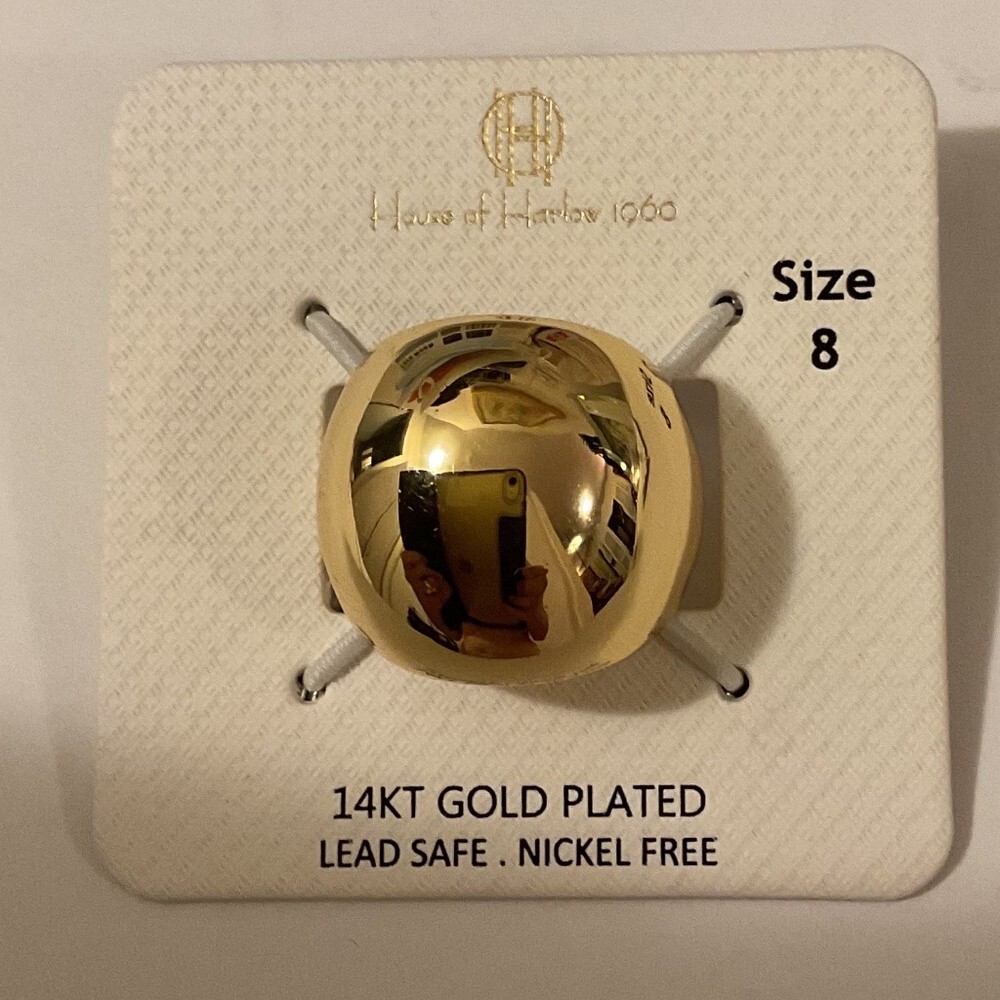 House of Harlow 1960
Size
8
14KT GOLD PLATED
LEAD SAFE . NICKEL FREE